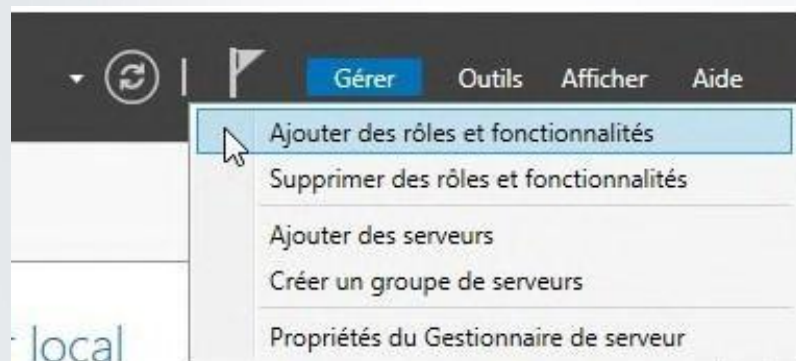 Gérer Outils Afficher Aide
Ajouter des rôles et fonctionnalités
Supprimer des rôles et fonctionnalités
Ajouter des serveurs
Créer un groupe de serveurs
Propriétés du Gestionnaire de serveur
local